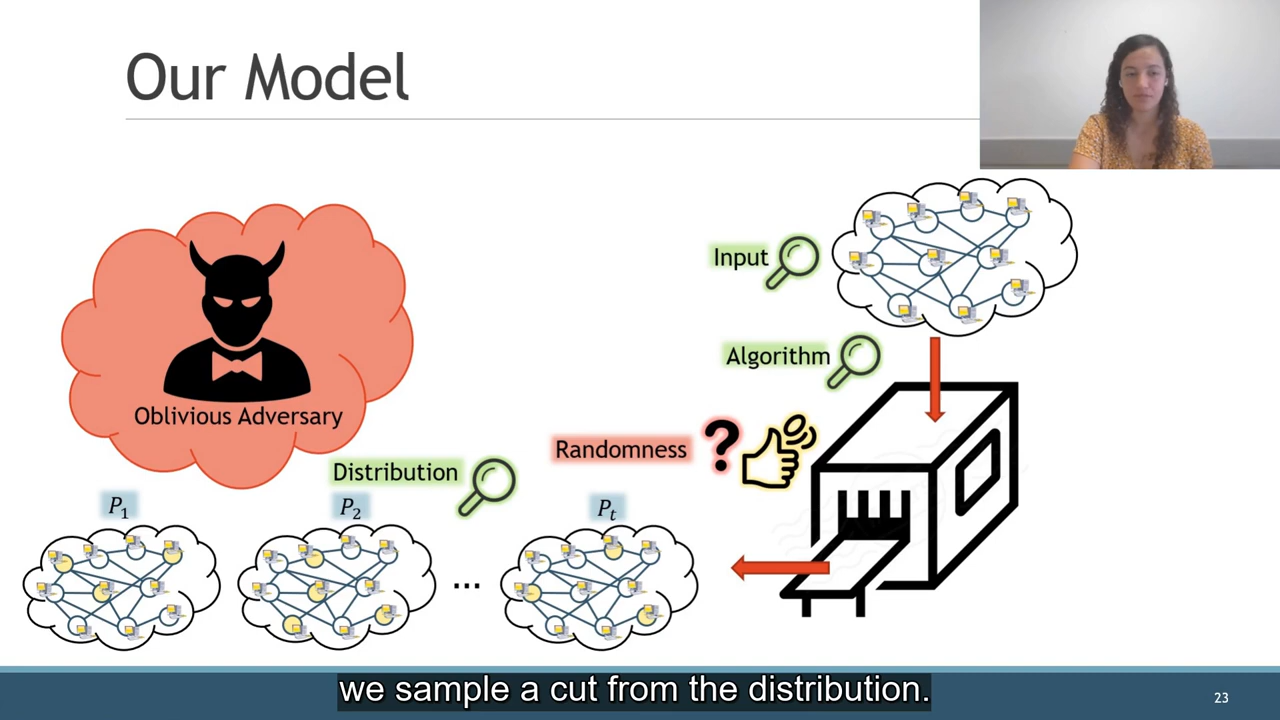 Our Model
Input
Algorithm
Oblivious Adversary
Randomness
?
Distribution
P₁
P₂
Pₜ
...
we sample a cut from the distribution.
23